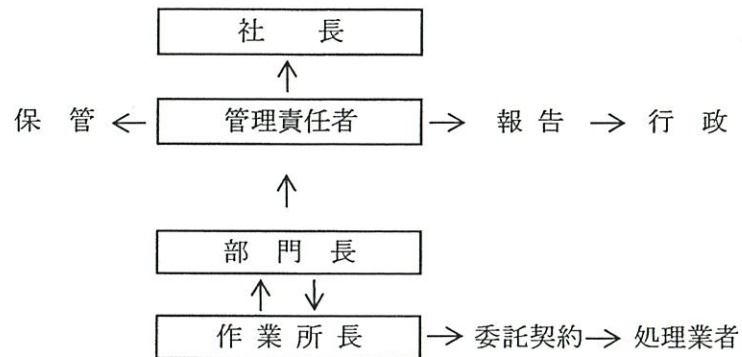 社　長
保　管 ← 管理責任者 → 報 告 → 行　政
部　門　長
作 業 所 長 → 委託契約 → 処理業者